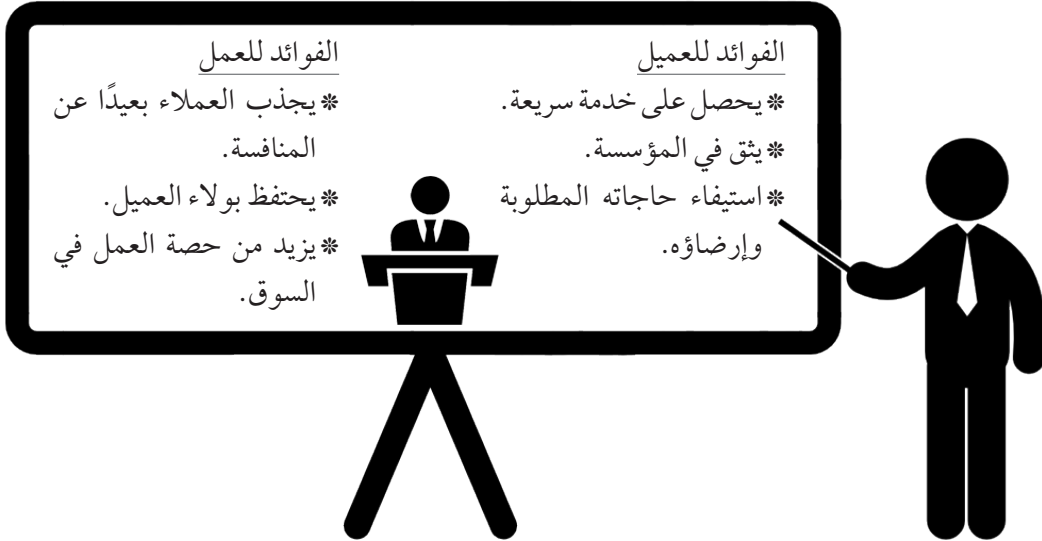 الفوائد للعميل
* يحصل على خدمة سريعة.
* يثق في المؤسسة.
* استيفاء حاجاته المطلوبة
وإرضاؤه.
الفوائد للعمل
* يجذب العملاء بعيدًا عن
المنافسة.
* يحتفظ بولاء العميل.
* يزيد من حصة العمل في
السوق.